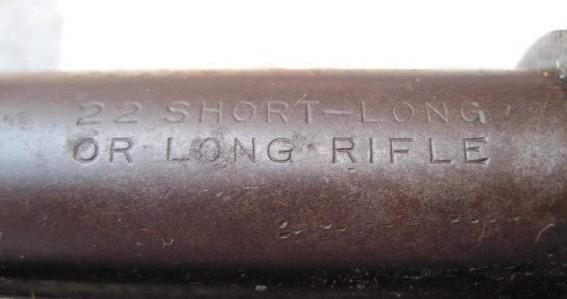 22 SHORT-LONG
OR LONG RIFLE